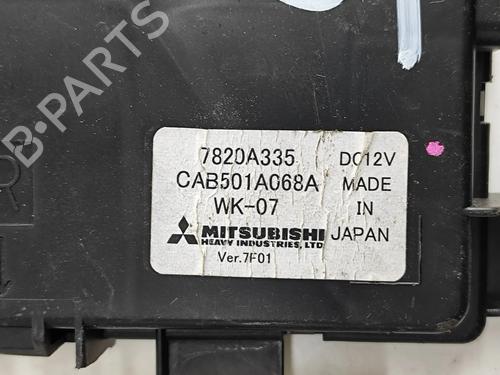 7820A335 DC12V
CAB501A068A MADE
WK-07 IN
MITSUBISHI JAPAN
HEAVY INDUSTRIES, LTD
Ver.7F01
B-PARTS
R